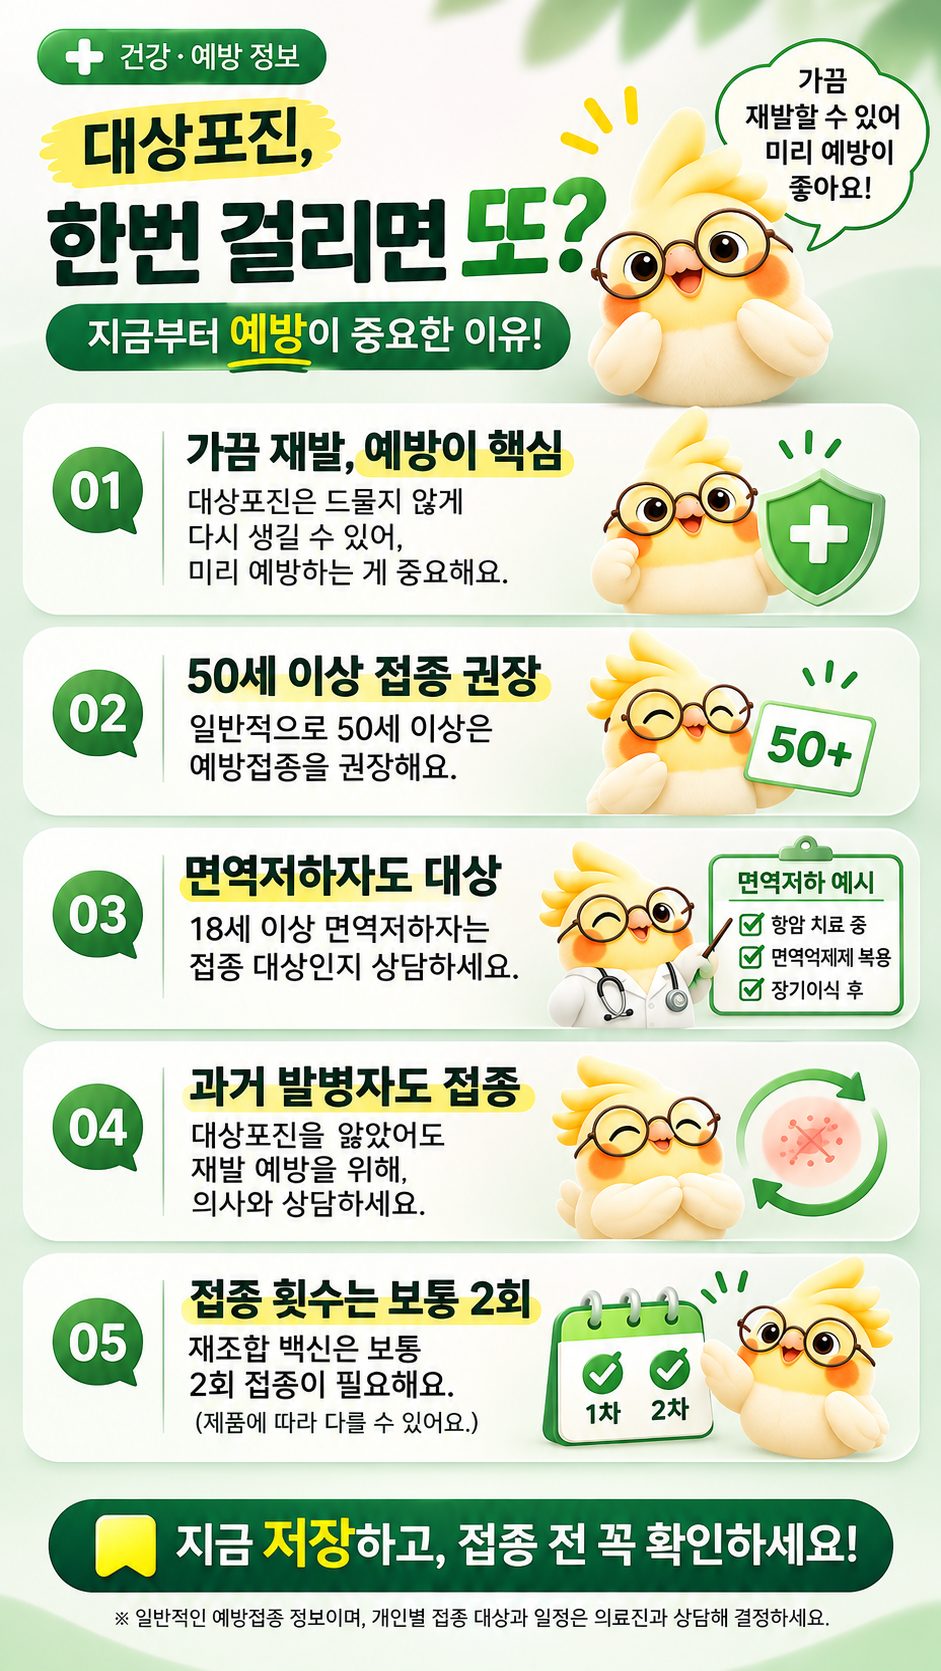 건강 · 예방 정보
대상포진,
한번 걸리면 또?
지금부터 예방이 중요한 이유!
가끔
재발할 수 있어
미리 예방이
좋아요!
01
가끔 재발, 예방이 핵심
대상포진은 드물지 않게
다시 생길 수 있어,
미리 예방하는 게 중요해요.
02
50세 이상 접종 권장
일반적으로 50세 이상은
예방접종을 권장해요.
50+
03
면역저하자도 대상
18세 이상 면역저하자는
접종 대상인지 상담하세요.
면역저하 예시
항암 치료 중
면역억제제 복용
장기이식 후
04
과거 발병자도 접종
대상포진을 앓았어도
재발 예방을 위해,
의사와 상담하세요.
05
접종 횟수는 보통 2회
재조합 백신은 보통
2회 접종이 필요해요.
(제품에 따라 다를 수 있어요.)
1차 2차
지금 저장하고, 접종 전 꼭 확인하세요!
※ 일반적인 예방접종 정보이며, 개인별 접종 대상과 일정은 의료진과 상담해 결정하세요.